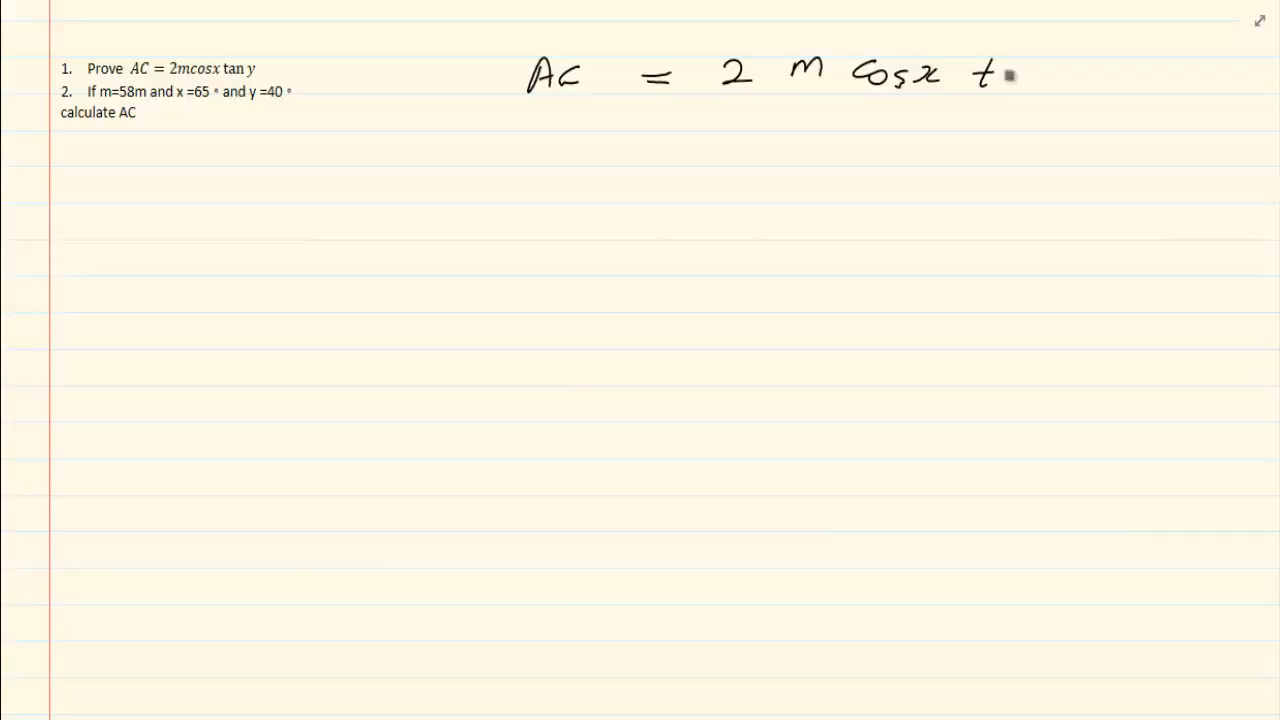 1. Prove AC = 2mcosx tan y
2. If m=58m and x =65 ° and y =40 °
calculate AC
AC = 2 m cosx t